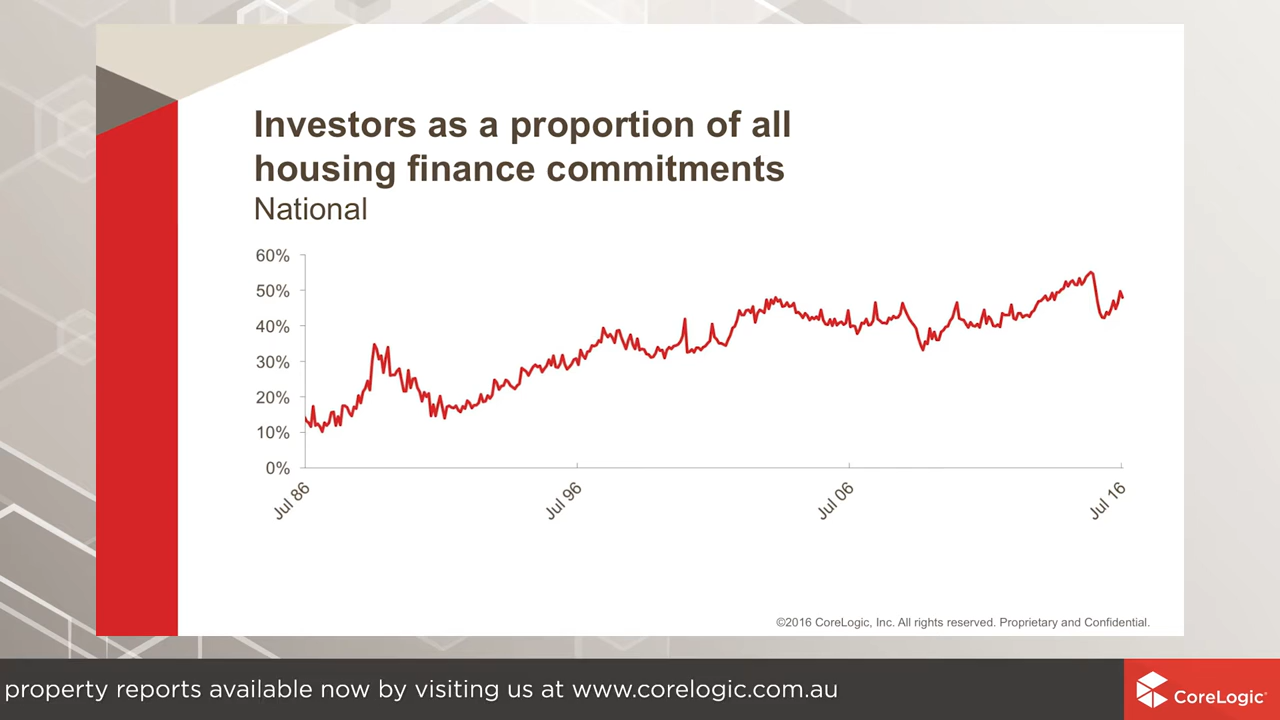 Investors as a proportion of all
housing finance commitments
National
60%
50%
40%
30%
20%
10%
0%
Jul 86
Jul 96
Jul 06
Jul 16
©2016 CoreLogic, Inc. All rights reserved. Proprietary and Confidential.
property reports available now by visiting us at www.corelogic.com.au
CoreLogic